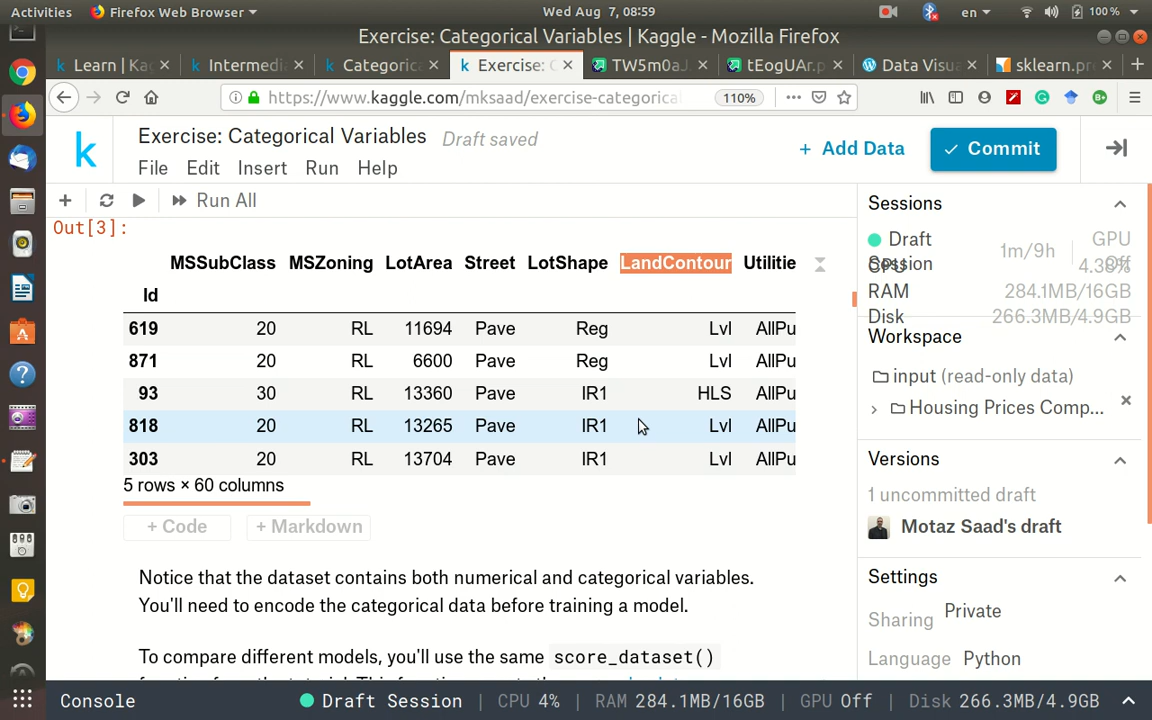 Activities Firefox Web Browser Wed Aug 7, 08:59 en 100 %
Exercise: Categorical Variables | Kaggle - Mozilla Firefox
Learn | Ka Intermedi Categoric Exercise: C TW5m0aJ. tEogUAr.p Data Visu sklearn.pr
https://www.kaggle.com/mksaad/exercise-categorica 110%
Exercise: Categorical Variables Draft saved
+ Add Data Commit
File Edit Insert Run Help
Run All
Out[3]:
MSSubClass MSZoning LotArea Street LotShape LandContour Utilitie
Id
619 20 RL 11694 Pave Reg Lvl AllPu
871 20 RL 6600 Pave Reg Lvl AllPu
93 30 RL 13360 Pave IR1 HLS AllPu
818 20 RL 13265 Pave IR1 Lvl AllPu
303 20 RL 13704 Pave IR1 Lvl AllPu
5 rows × 60 columns
+ Code + Markdown
Notice that the dataset contains both numerical and categorical variables.
You'll need to encode the categorical data before training a model.
To compare different models, you'll use the same score_dataset()
Sessions
Draft Session 1m/9h GPU Off
CPU 4.38%
RAM 284.1MB/16GB
Disk 266.3MB/4.9GB
Workspace
input (read-only data)
Housing Prices Comp...
Versions
1 uncommitted draft
Motaz Saad's draft
Settings
Sharing Private
Language Python
Console Draft Session | CPU 4% | RAM 284.1MB/16GB | GPU Off | Disk 266.3MB/4.9GB